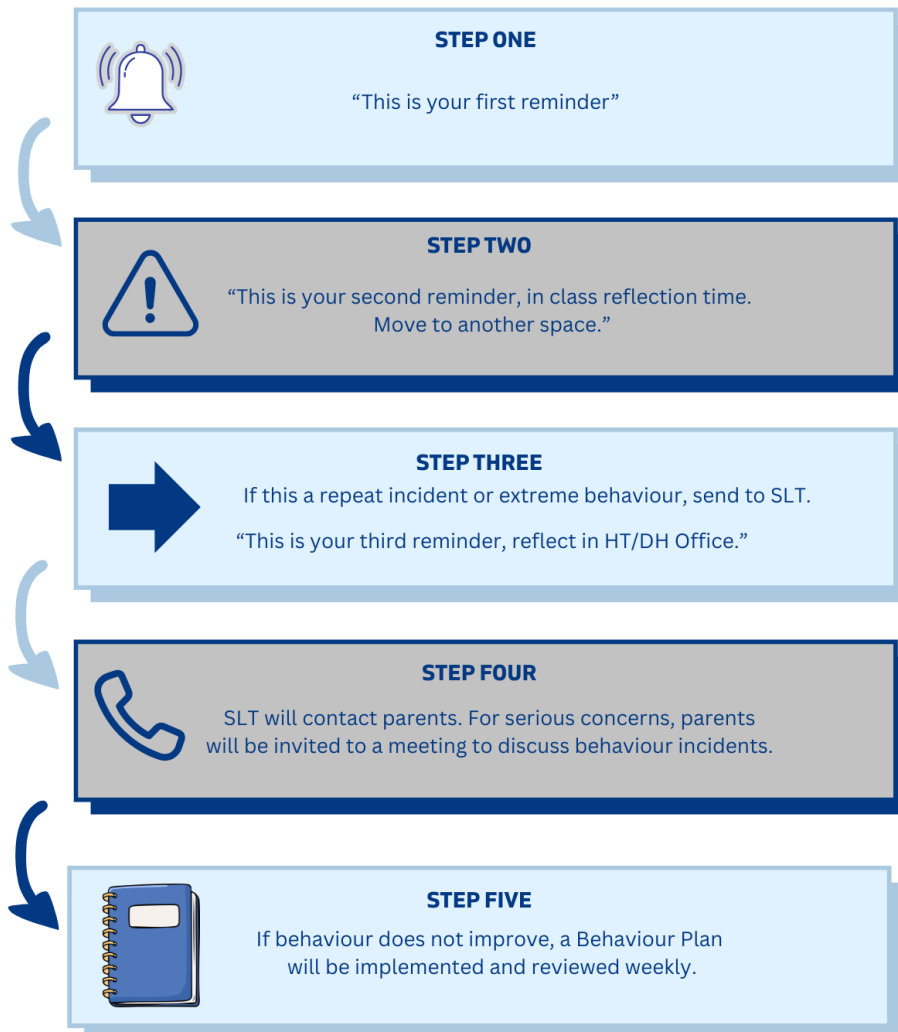 STEP ONE
“This is your first reminder”
STEP TWO
“This is your second reminder, in class reflection time.
Move to another space.”
STEP THREE
If this a repeat incident or extreme behaviour, send to SLT.
“This is your third reminder, reflect in HT/DH Office.”
STEP FOUR
SLT will contact parents. For serious concerns, parents
will be invited to a meeting to discuss behaviour incidents.
STEP FIVE
If behaviour does not improve, a Behaviour Plan
will be implemented and reviewed weekly.